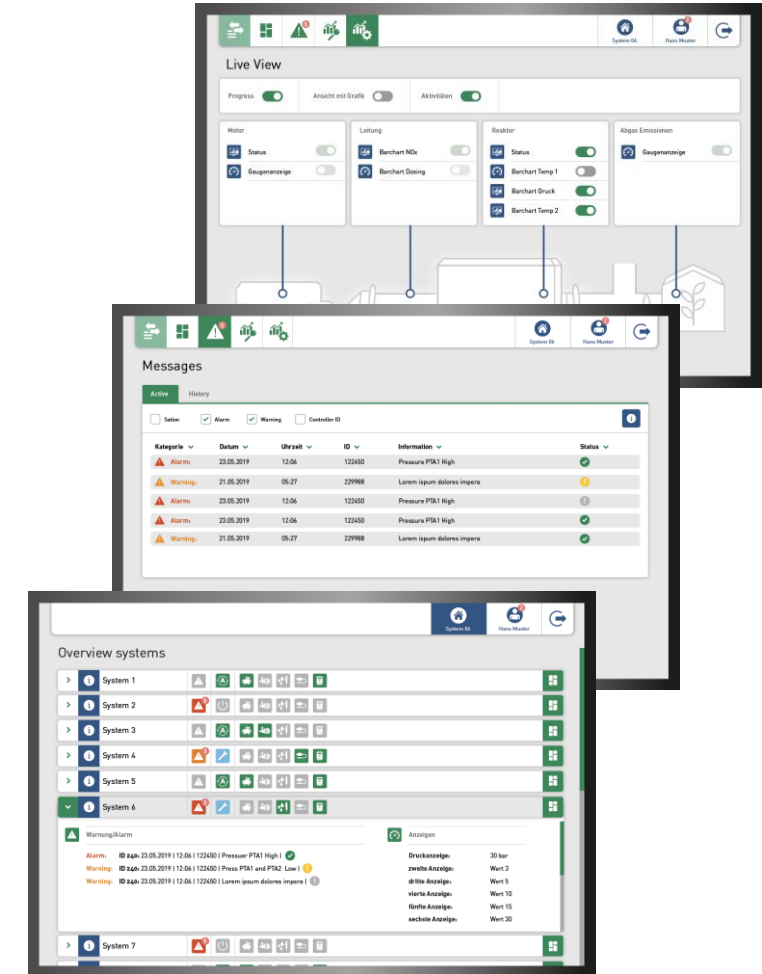 5
System 06
2
Hans Muster
Live View
Progress
Ansicht mit Grafik
Aktivitäten
Motor
Leitung
Reaktor
Abgas Emissionen
Status
Barchart NOx
Status
Gaugenanzeige
Gaugenanzeige
Barchart Dosing
Barchart Temp 1
Barchart Druck
Barchart Temp 2
5
System 06
2
Hans Muster
Messages
Active History
Sation Alarm Warning Controller ID
Kategorie Datum Uhrzeit ID Information Status
Alarm: 23.05.2019 12:06 122450 Pressure PTA1 High
Warning: 21.05.2019 05:27 229988 Lorem ispum dolores impera
Alarm: 23.05.2019 12:06 122450 Pressure PTA1 High
Alarm: 23.05.2019 12:06 122450 Pressure PTA1 High
Warning: 21.05.2019 05:27 229988 Lorem ispum dolores impera
System 06
2
Hans Muster
Overview systems
System 1
System 2
System 3
System 4
System 5
System 6
Warnung/Alarm
Anzeigen
Alarm: ID 240: 23.05.2019 | 12:06 | 122450 | Pressuer PTA1 High |
Warning: ID 240: 23.05.2019 | 12:06 | 122450 | Press PTA1 and PTA2 Low |
Warning: ID 240: 23.05.2019 | 12:06 | 122450 | Lorem ispum dolores impera |
Druckanzeige: 30 bar
zweite Anzeige: Wert 3
dritte Anzeige: Wert 5
vierte Anzeige: Wert 10
fünfte Anzeige: Wert 15
sechste Anzeige: Wert 30
System 7